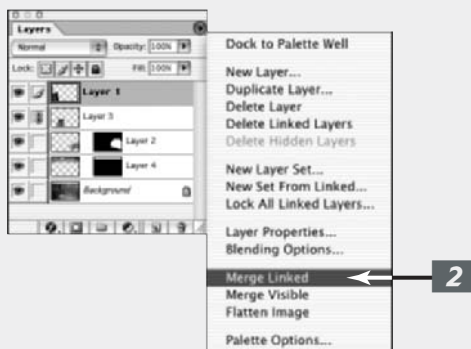 Layers
Normal
Opacity: 100%
Lock:
Fill: 100%
Layer 1
Layer 3
Layer 2
Layer 4
Background
Dock to Palette Well
New Layer...
Duplicate Layer...
Delete Layer
Delete Linked Layers
Delete Hidden Layers
New Layer Set...
New Set From Linked...
Lock All Linked Layers...
Layer Properties...
Blending Options...
Merge Linked
2
Merge Visible
Flatten Image
Palette Options...